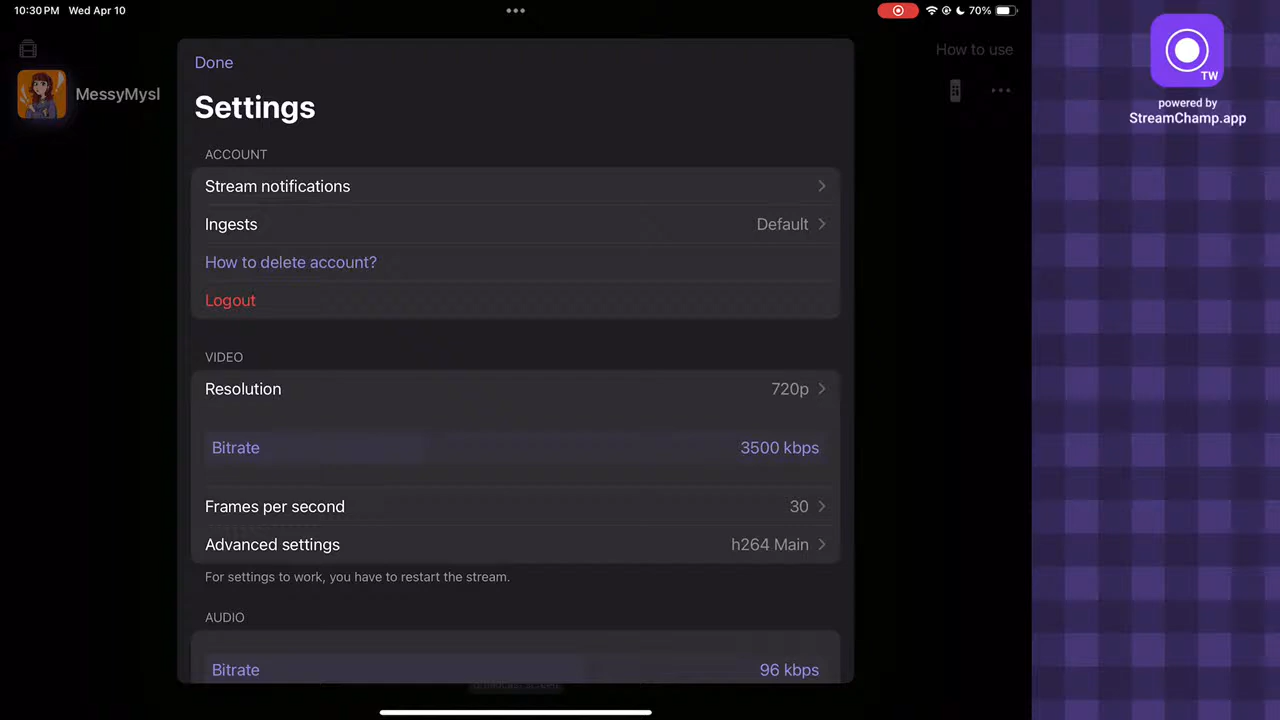 10:30 PM Wed Apr 10
70%
How to use
MessyMysl
TW
powered by
StreamChamp.app
Done
Settings
ACCOUNT
Stream notifications
Ingests Default
How to delete account?
Logout
VIDEO
Resolution 720p
Bitrate 3500 kbps
Frames per second 30
Advanced settings h264 Main
For settings to work, you have to restart the stream.
AUDIO
Bitrate 96 kbps